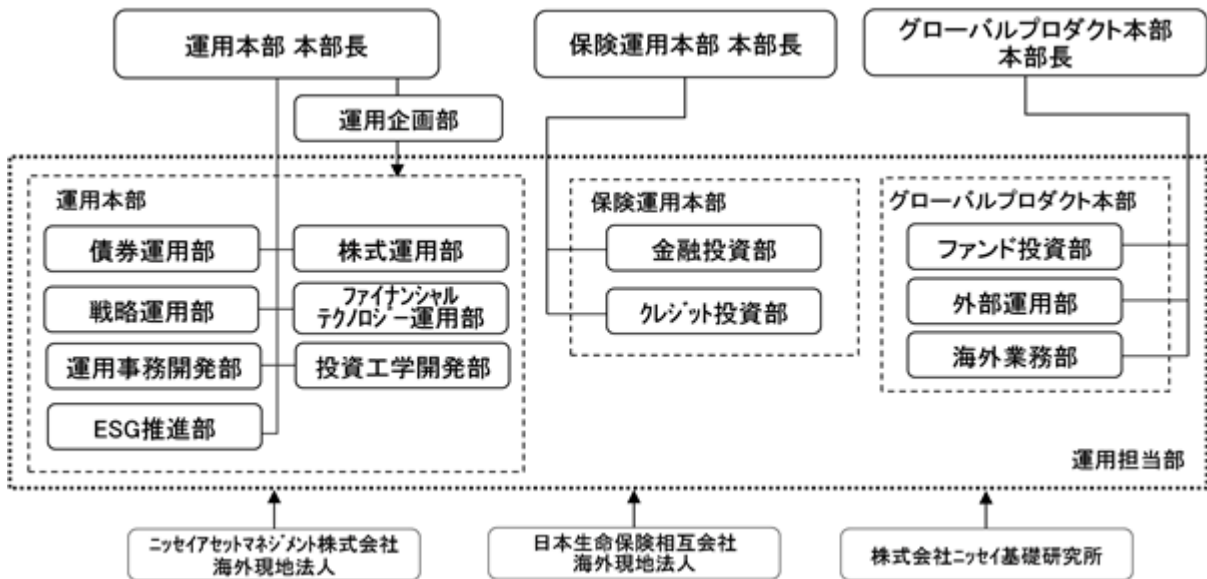 運用本部 本部長
保険運用本部 本部長
グローバルプロダクト本部
本部長
運用企画部
運用本部
債券運用部
株式運用部
戦略運用部
ファイナンシャル
テクノロジー運用部
運用事務開発部
投資工学開発部
ESG推進部
保険運用本部
金融投資部
クレジット投資部
グローバルプロダクト本部
ファンド投資部
外部運用部
海外業務部
運用担当部
ニッセイアセットマネジメント株式会社
海外現地法人
日本生命保険相互会社
海外現地法人
株式会社ニッセイ基礎研究所